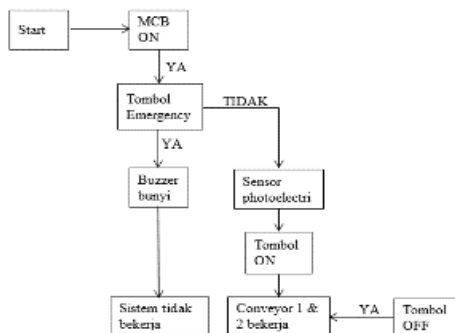 Start
MCB
ON
YA
Tombol
Emergency
TIDAK
YA
Buzzer
bunyi
Sensor
photoelectri
Tombol
ON
Sistem tidak
bekerja
Conveyor 1 &
2 bekerja
YA
Tombol
OFF